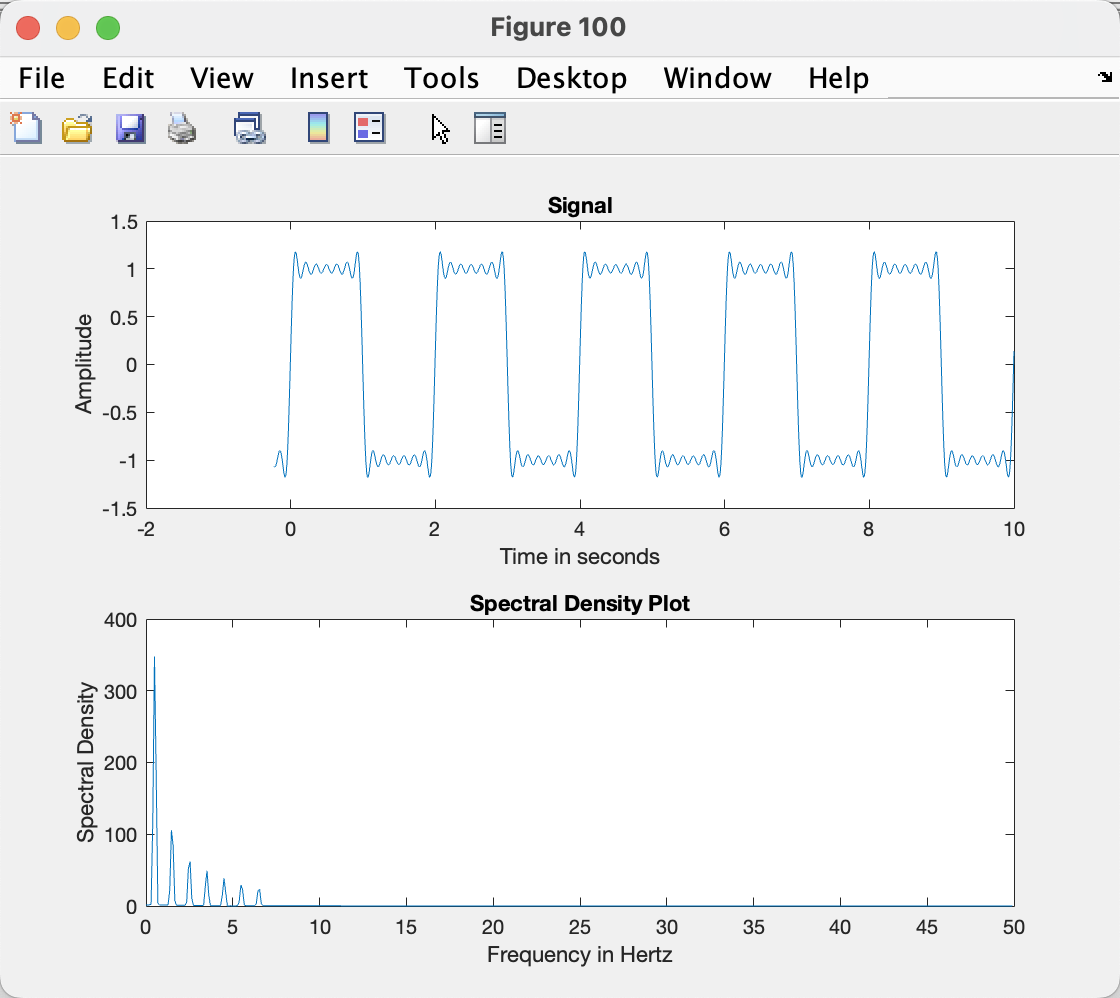 Figure 100
File Edit View Insert Tools Desktop Window Help
Signal
1.5
1
0.5
0
-0.5
-1
-1.5
Amplitude
-2 0 2 4 6 8 10
Time in seconds
Spectral Density Plot
400
300
200
100
0
Spectral Density
0 5 10 15 20 25 30 35 40 45 50
Frequency in Hertz